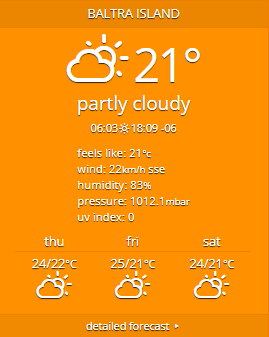 BALTRA ISLAND
21°
partly cloudy
06:03 18:09 -06
feels like: 21°c
wind: 22km/h sse
humidity: 83%
pressure: 1012.1mbar
uv index: 0
thu fri sat
24/22°C 25/21°C 24/21°C
detailed forecast